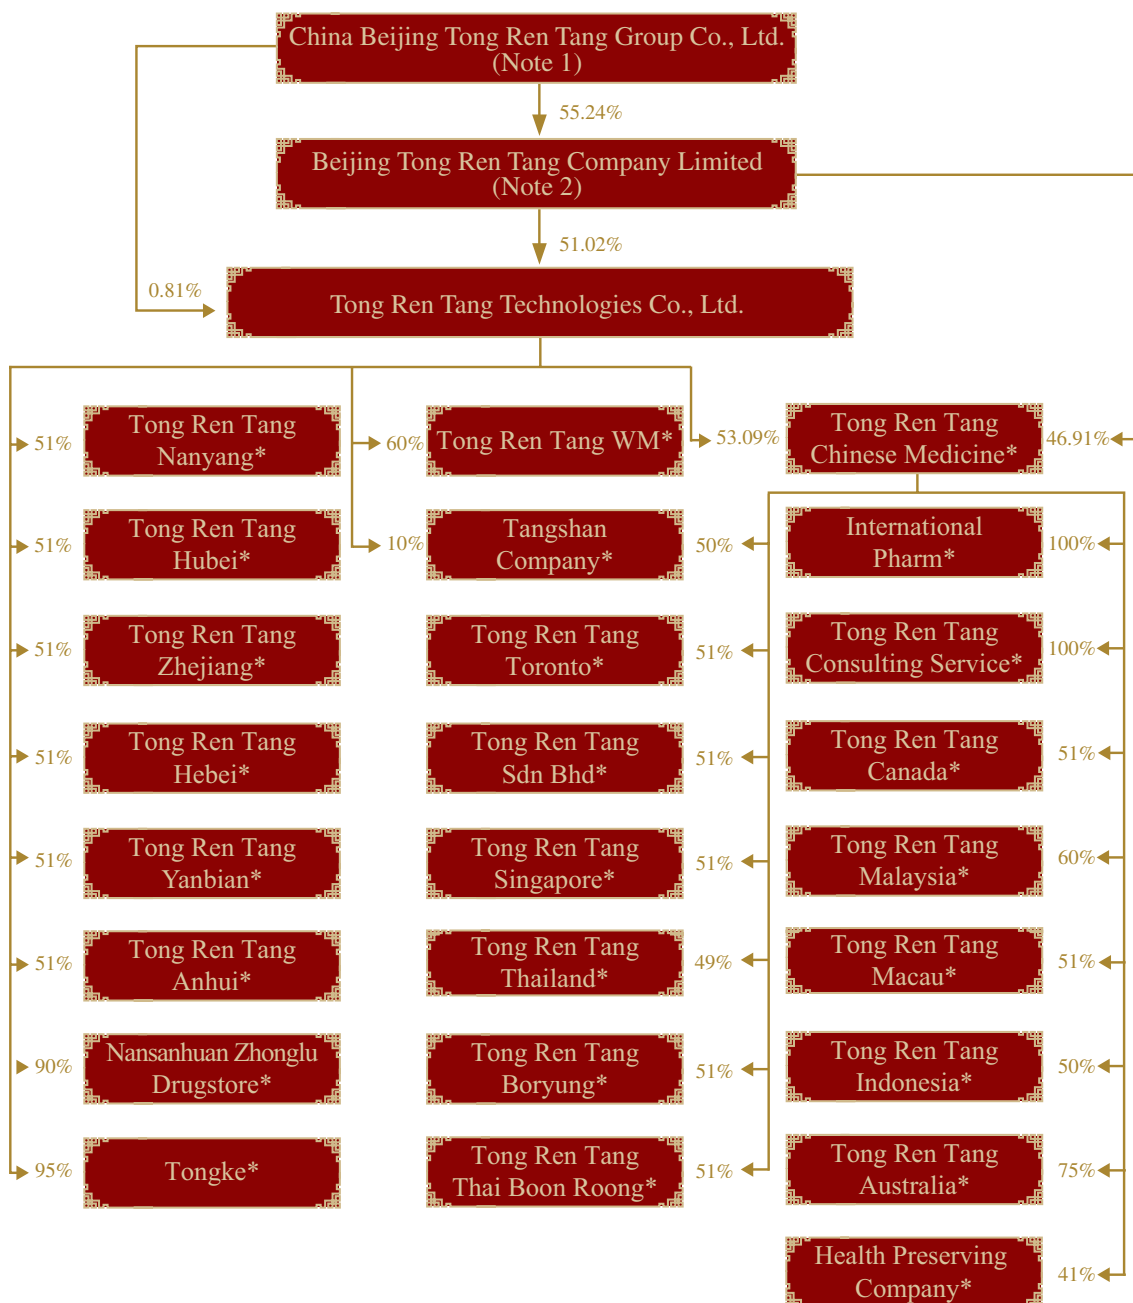 China Beijing Tong Ren Tang Group Co., Ltd.
(Note 1)
55.24%
Beijing Tong Ren Tang Company Limited
(Note 2)
51.02%
0.81%
Tong Ren Tang Technologies Co., Ltd.
51%
Tong Ren Tang
Nanyang*
60%
Tong Ren Tang WM*
53.09%
Tong Ren Tang
Chinese Medicine*
46.91%
51%
Tong Ren Tang
Hubei*
10%
Tangshan
Company*
50%
International
Pharm*
100%
51%
Tong Ren Tang
Zhejiang*
Tong Ren Tang
Toronto*
51%
Tong Ren Tang
Consulting Service*
100%
51%
Tong Ren Tang
Hebei*
Tong Ren Tang
Sdn Bhd*
51%
Tong Ren Tang
Canada*
51%
51%
Tong Ren Tang
Yanbian*
Tong Ren Tang
Singapore*
51%
Tong Ren Tang
Malaysia*
60%
51%
Tong Ren Tang
Anhui*
Tong Ren Tang
Thailand*
49%
Tong Ren Tang
Macau*
51%
90%
Nansanhuan Zhonglu
Drugstore*
Tong Ren Tang
Boryung*
51%
Tong Ren Tang
Indonesia*
50%
95%
Tongke*
Tong Ren Tang
Thai Boon Roong*
51%
Tong Ren Tang
Australia*
75%
Health Preserving
Company*
41%